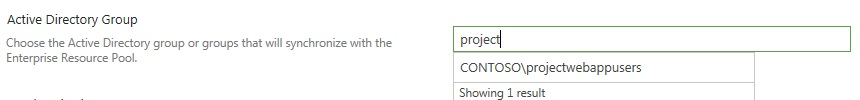 Active Directory Group
Choose the Active Directory group or groups that will synchronize with the
Enterprise Resource Pool.
project
CONTOSO\projectwebappusers
Showing 1 result